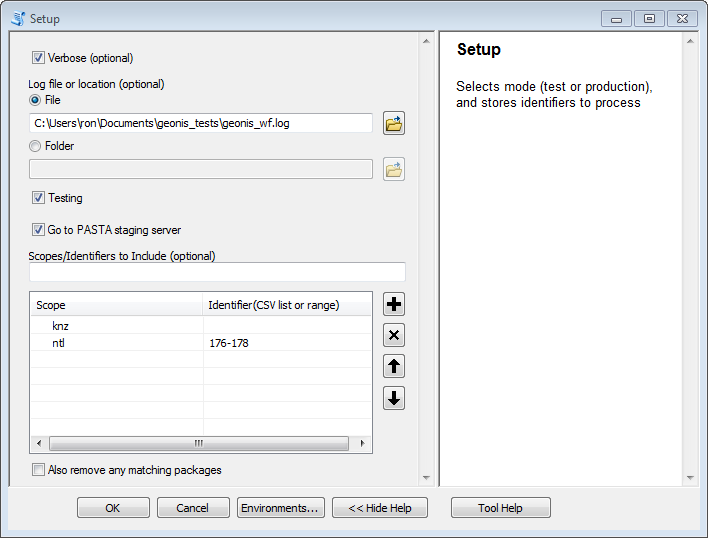 Setup
Verbose (optional)
Log file or location (optional)
File
C:\Users\ron\Documents\geonis_tests\geonis_wf.log
Folder
Testing
Go to PASTA staging server
Scopes/Identifiers to Include (optional)
Scope Identifier(CSV list or range)
knz
ntl 176-178
Also remove any matching packages
OK Cancel Environments... << Hide Help Tool Help
Setup
Selects mode (test or production),
and stores identifiers to process